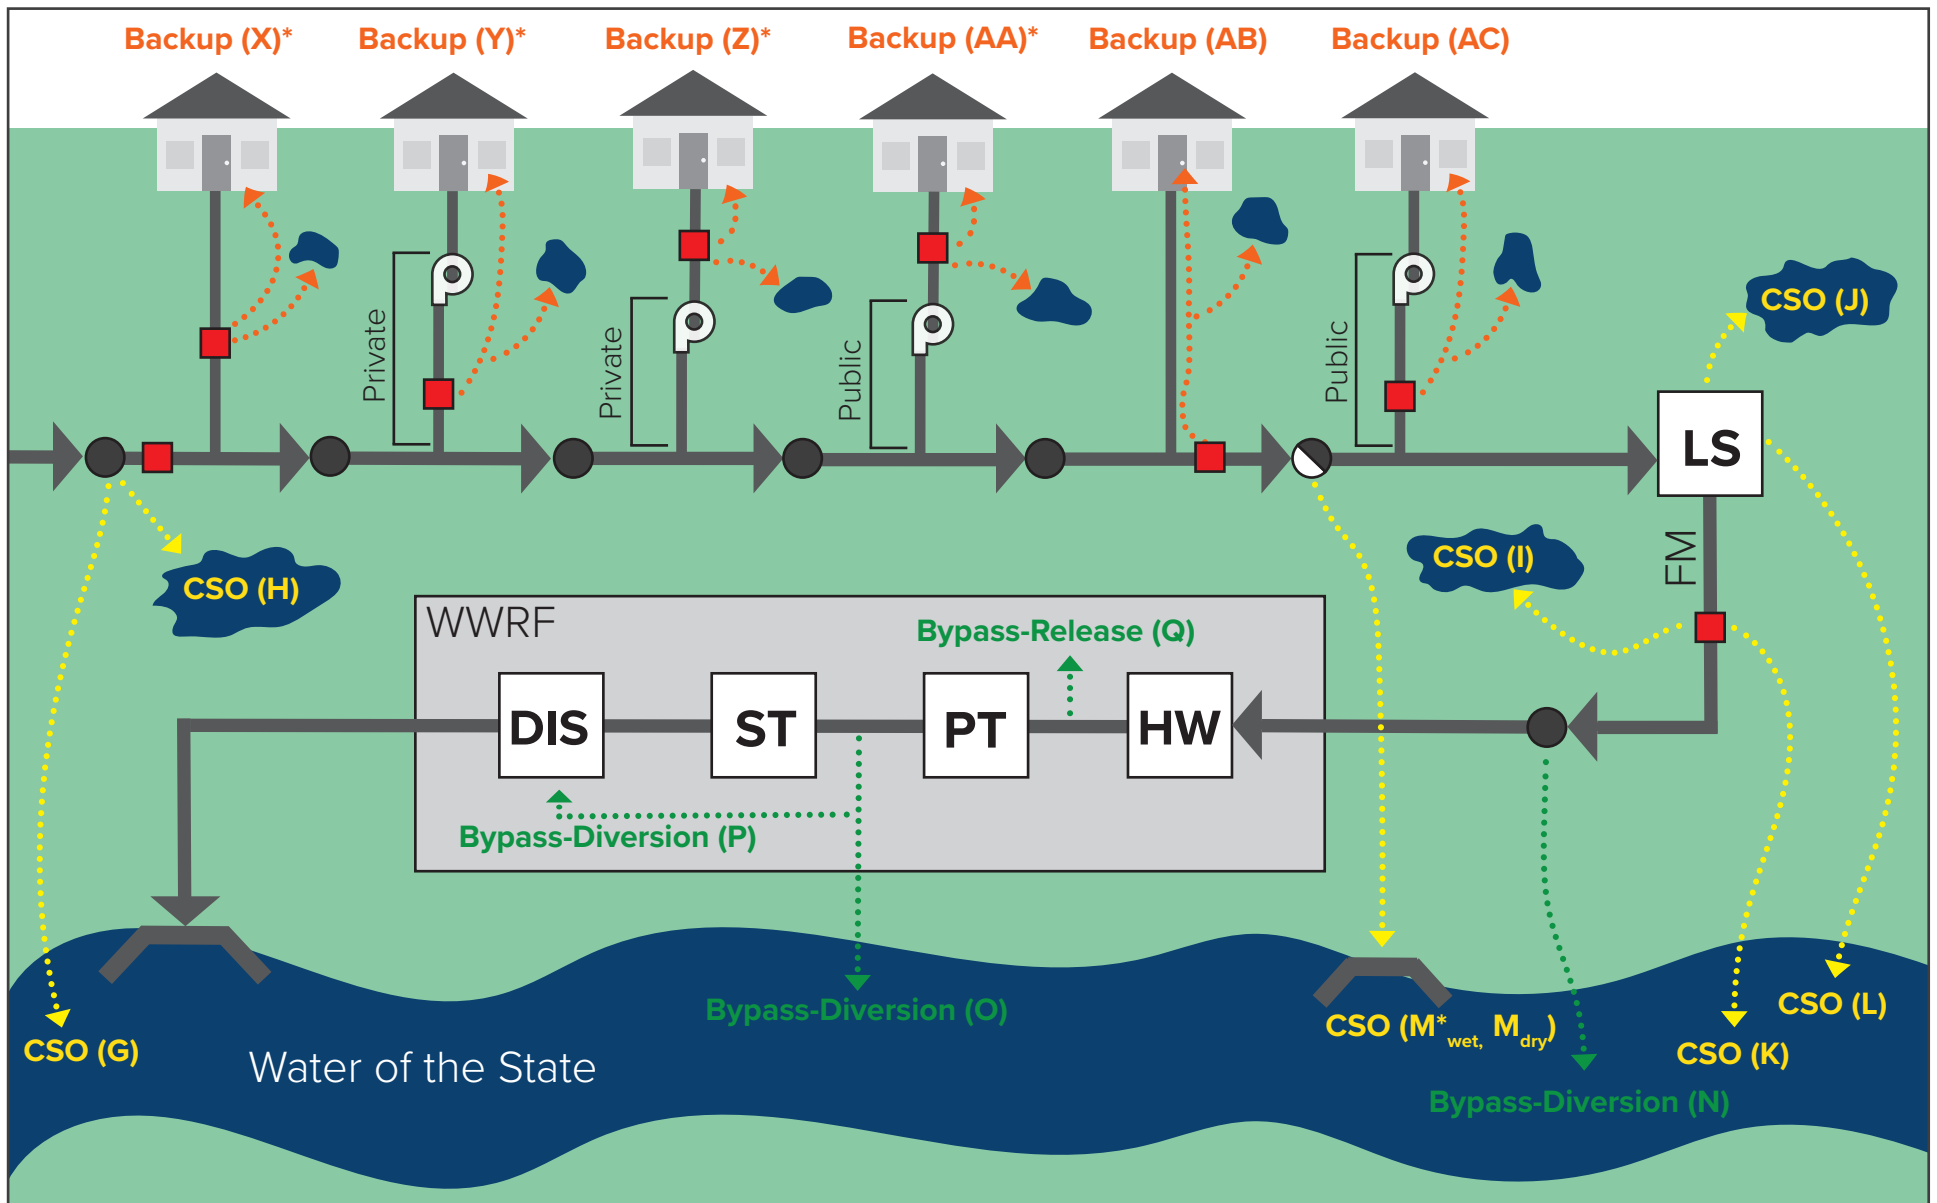 Backup (X)*
Backup (Y)*
Backup (Z)*
Backup (AA)*
Backup (AB)
Backup (AC)
Private
Private
Public
Public
CSO (J)
LS
FM
CSO (H)
CSO (I)
WWRF
Bypass-Release (Q)
DIS
ST
PT
HW
Bypass-Diversion (P)
Bypass-Diversion (O)
CSO (G)
Water of the State
CSO (M*wet, Mdry)
CSO (L)
CSO (K)
Bypass-Diversion (N)